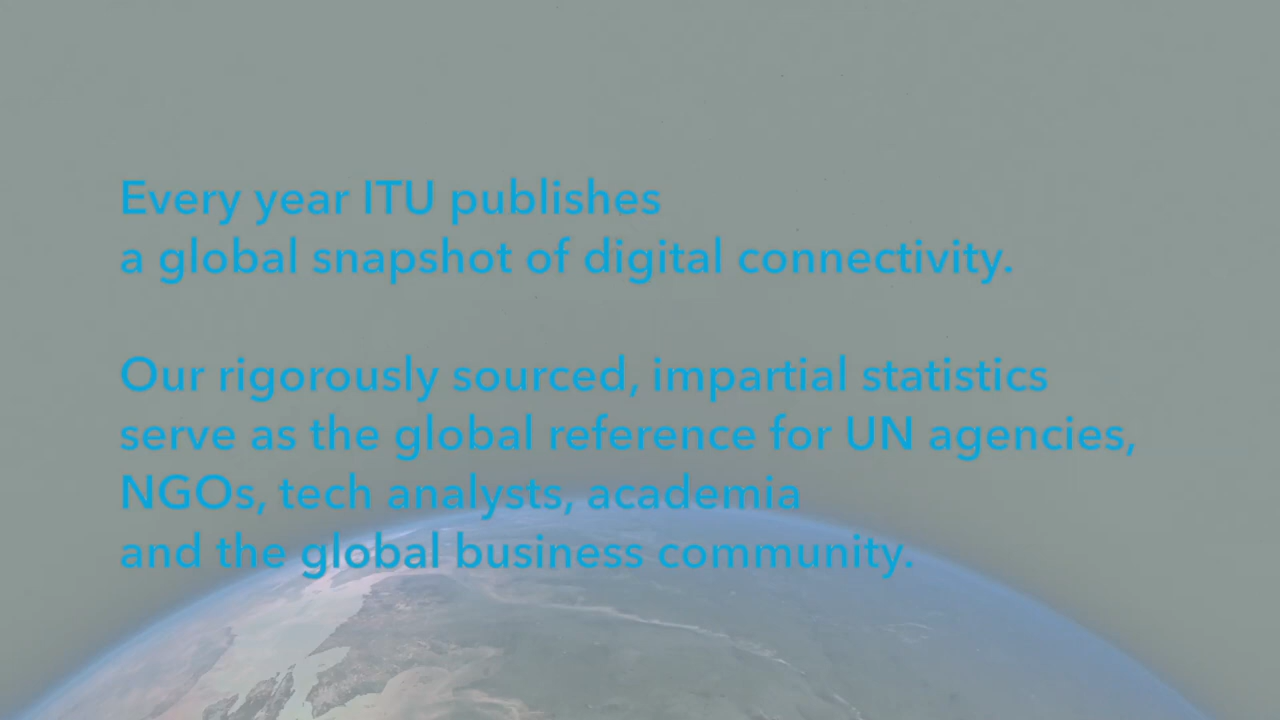 Every year ITU publishes
a global snapshot of digital connectivity.
Our rigorously sourced, impartial statistics
serve as the global reference for UN agencies,
NGOs, tech analysts, academia
and the global business community.